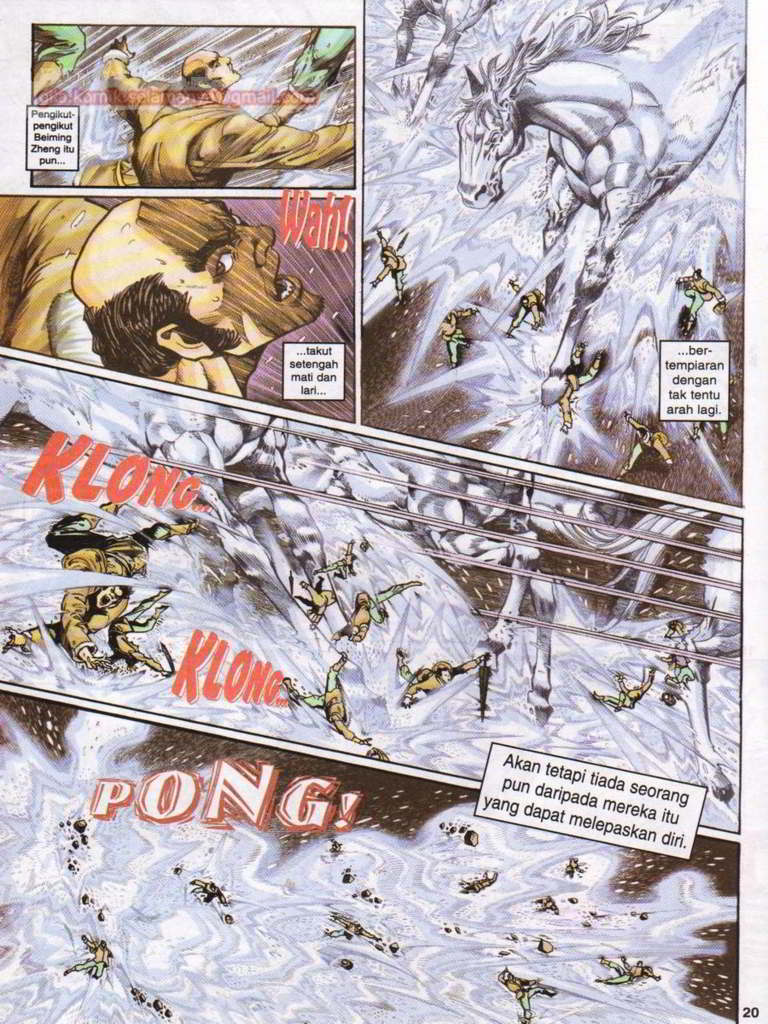 Pengikut-
pengikut
Beiming
Zheng itu
pun...
Wah!
...takut
setengah
mati dan
lari...
...ber-
tempiaran
dengan
tak tentu
arah lagi.
KLONG...
KLONG...
PONG!
Akan tetapi tiada seorang
pun daripada mereka itu
yang dapat melepaskan diri.
20